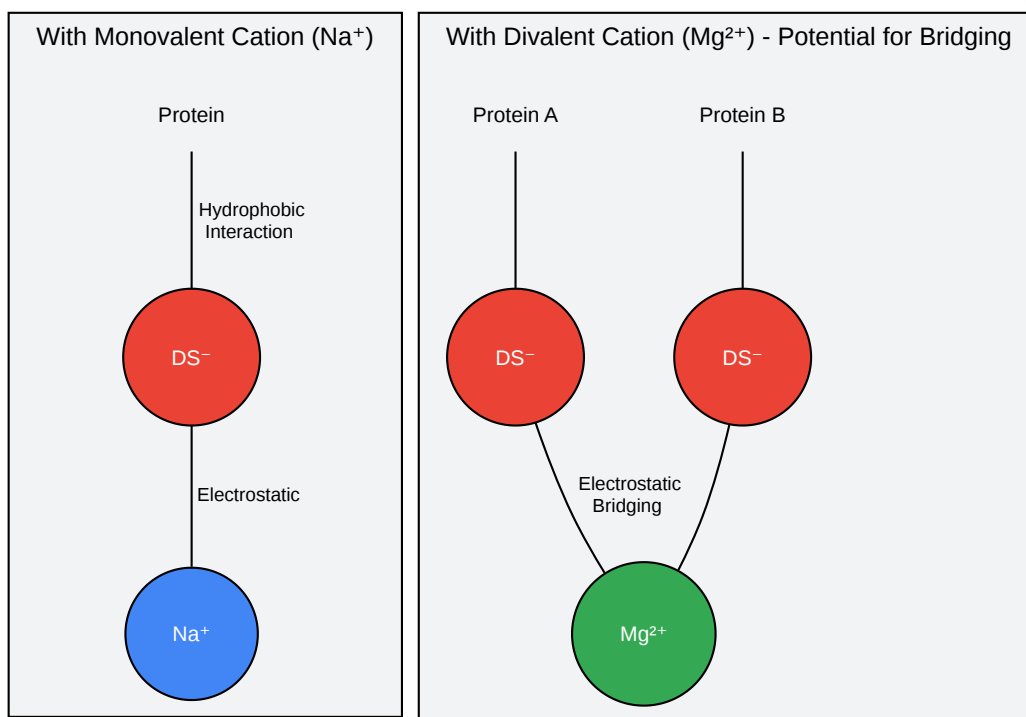 With Monovalent Cation (Na⁺)
Protein
Hydrophobic
Interaction
DS⁻
Electrostatic
Na⁺
With Divalent Cation (Mg²⁺) - Potential for Bridging
Protein A
Protein B
DS⁻
DS⁻
Electrostatic
Bridging
Mg²⁺